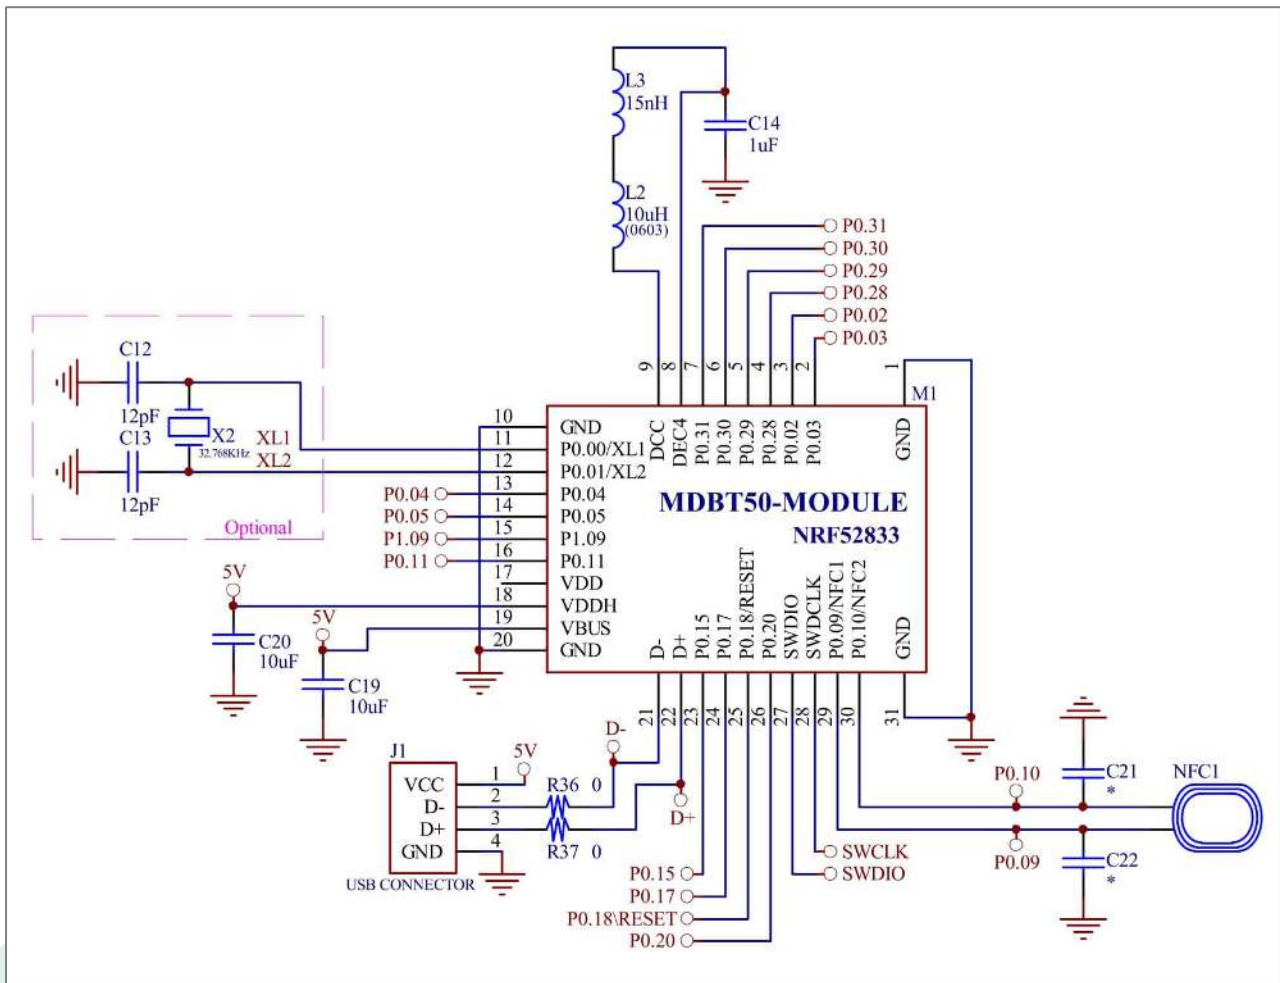 L3
15nH
C14
1uF
L2
10uH
(0603)
P0.31
P0.30
P0.29
P0.28
P0.02
P0.03
9
8
7
6
5
4
3
2
1
M1
C12
12pF
C13
12pF
X2
32.768KHz
XL1
XL2
Optional
P0.04
P0.05
P1.09
P0.11
10
11
12
13
14
15
16
17
18
19
20
GND
P0.00/XL1
P0.01/XL2
P0.04
P0.05
P1.09
P0.11
VDD
VDDH
VBUS
GND
DCC
DEC4
P0.31
P0.30
P0.29
P0.28
P0.02
P0.03
GND
MDBT50-MODULE
NRF52833
D-
D+
P0.15
P0.17
P0.18/RESET
P0.20
SWDIO
SWDCLK
P0.09/NFC1
P0.10/NFC2
GND
21
22
23
24
25
26
27
28
29
30
31
5V
C20
10uF
5V
C19
10uF
J1
VCC
D-
D+
GND
1
2
3
4
USB CONNECTOR
5V
R36 0
R37 0
D-
D+
P0.15
P0.17
P0.18\RESET
P0.20
SWCLK
SWDIO
P0.10
P0.09
C21
*
C22
*
NFC1